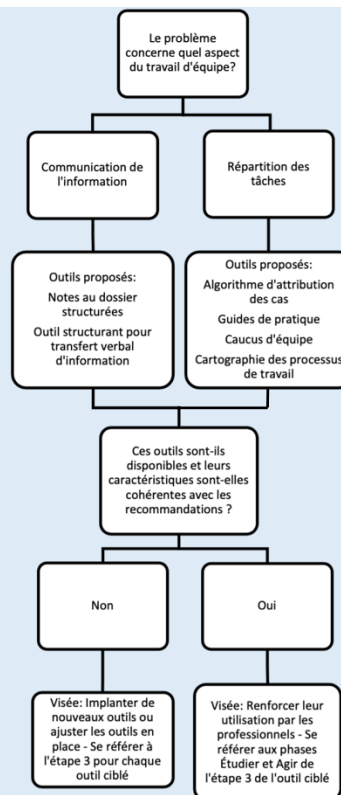 Le problème
concerne quel aspect
du travail d'équipe?
Communication de
l'information
Répartition des
tâches
Outils proposés:
Notes au dossier
structurées
Outil structurant pour
transfert verbal
d'information
Outils proposés:
Algorithme d'attribution
des cas
Guides de pratique
Caucus d'équipe
Cartographie des processus
de travail
Ces outils sont-ils
disponibles et leurs
caractéristiques sont-elles
cohérentes avec les
recommandations ?
Non
Oui
Visée: Implanter de
nouveaux outils ou
ajuster les outils en
place - Se référer à
l'étape 3 pour chaque
outil ciblé
Visée: Renforcer leur
utilisation par les
professionnels - Se
référer aux phases
Étudier et Agir de
l'étape 3 de l'outil ciblé